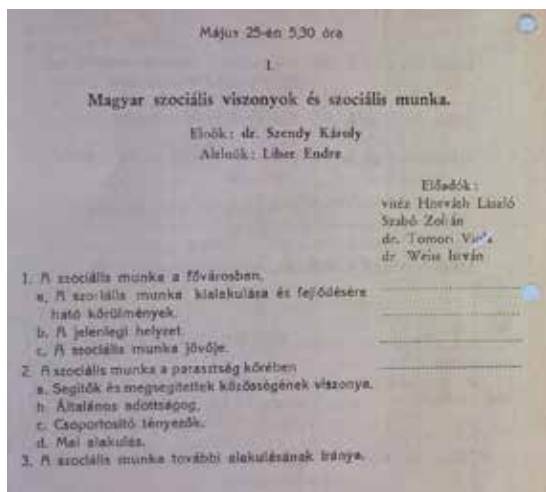 Május 25-én 5,30 óra
I.
Magyar szociális viszonyok és szociális munka.
Elnök: dr. Szendy Károly
Alelnök: Liber Endre
Előadók:
vitéz Horváth László
Szabó Zoltán
dr. Tomori Viola
dr. Weis István
1. A szociális munka a fővárosban.
a. A szociális munka kialakulása és fejlődésére
ható körülmények.
b. A jelenlegi helyzet.
c. A szociális munka jövője.
2. A szociális munka a parasztság körében
a. Segítők és megsegítettek közösségének viszonya.
b. Általános adottságog.
c. Csoportosító tényezők.
d. Mai alakulás.
3. A szociális munka további alakulásának iránya.